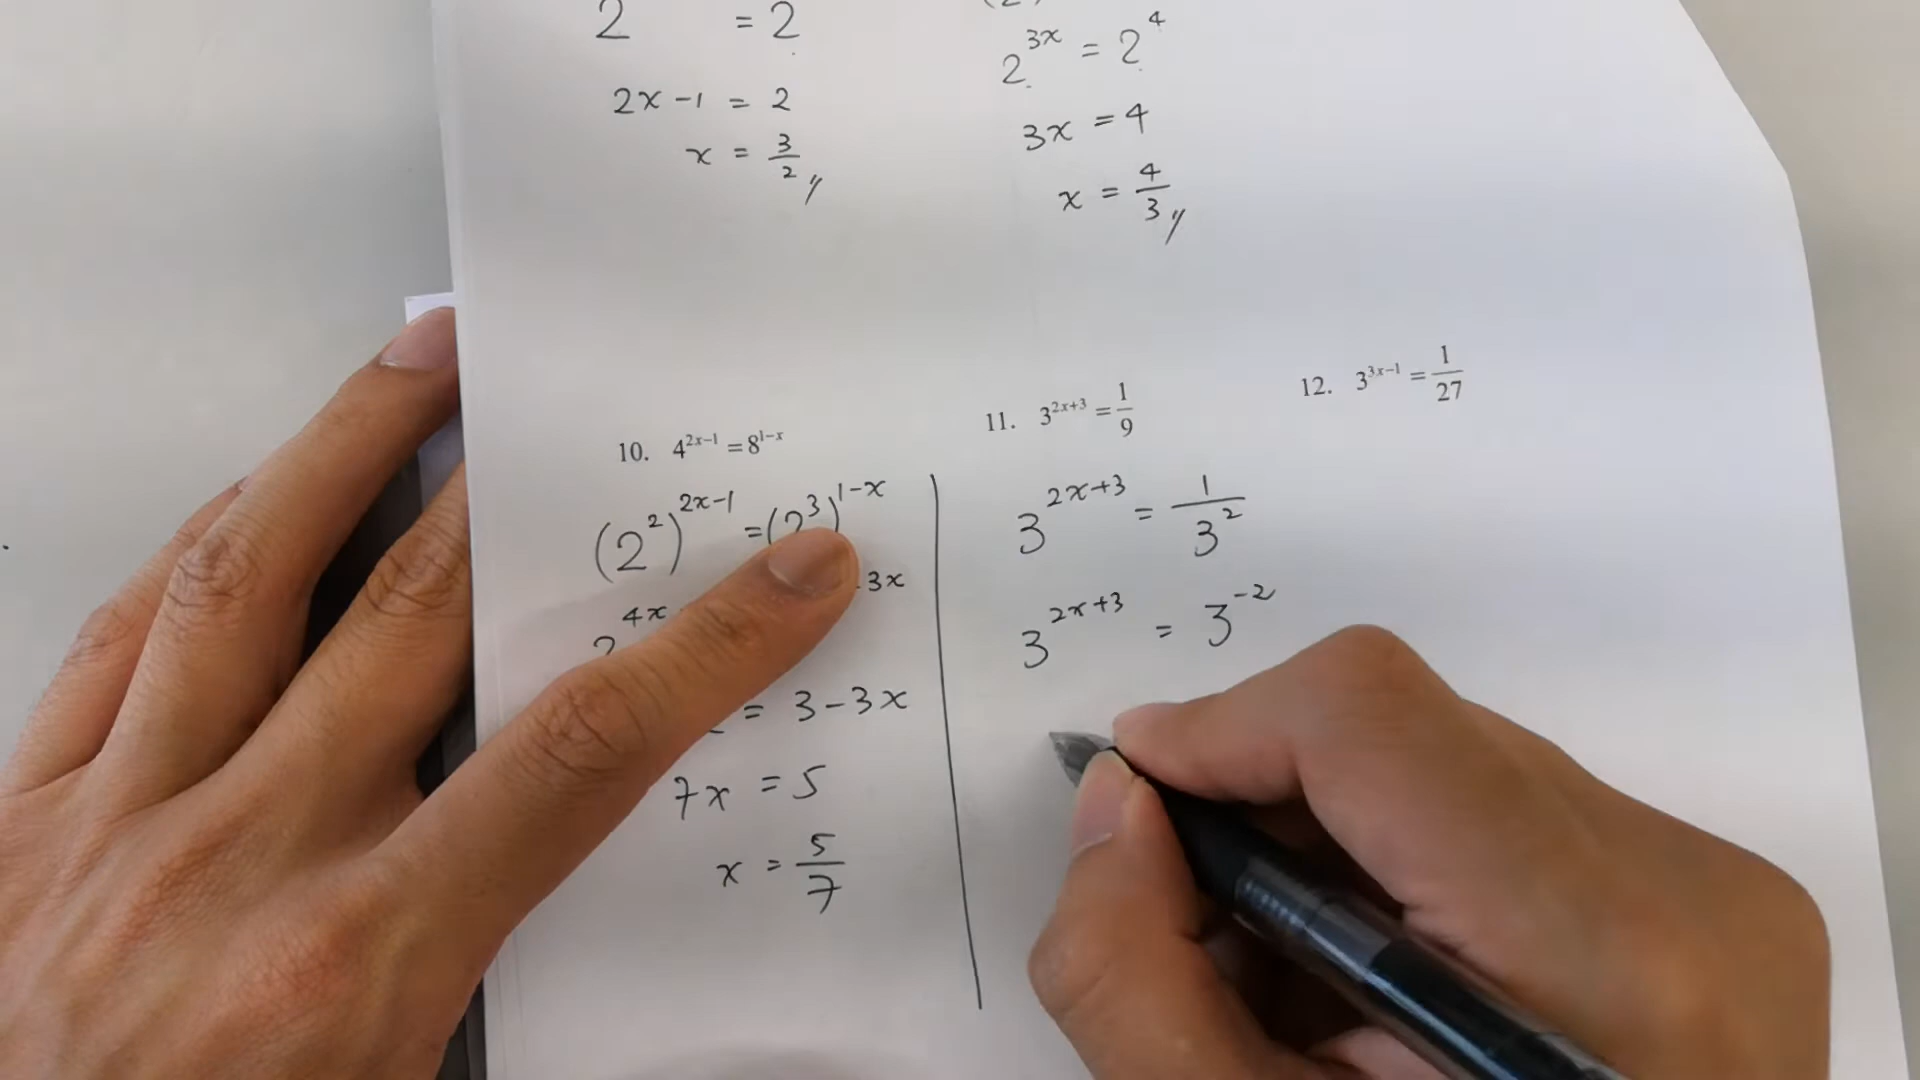 2 = 2
2x - 1 = 2
x = 3/2
2^3x = 2^4
3x = 4
x = 4/3
10. 4^2x-1 = 8^1-x
(2^2)^2x-1 = (2^3)^1-x
4x 3x
= 3 - 3x
7x = 5
x = 5/7
11. 3^2x+3 = 1/9
3^2x+3 = 1/3^2
3^2x+3 = 3^-2
12. 3^3x-1 = 1/27